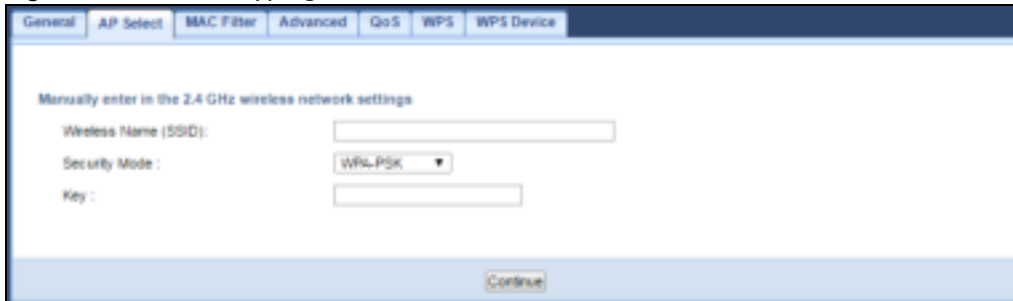 General AP Select MAC Filter Advanced QoS WPS WPS Device
Manually enter in the 2.4 GHz wireless network settings
Wireless Name (SSID):
Security Mode : WPA-PSK
Key :
Continue